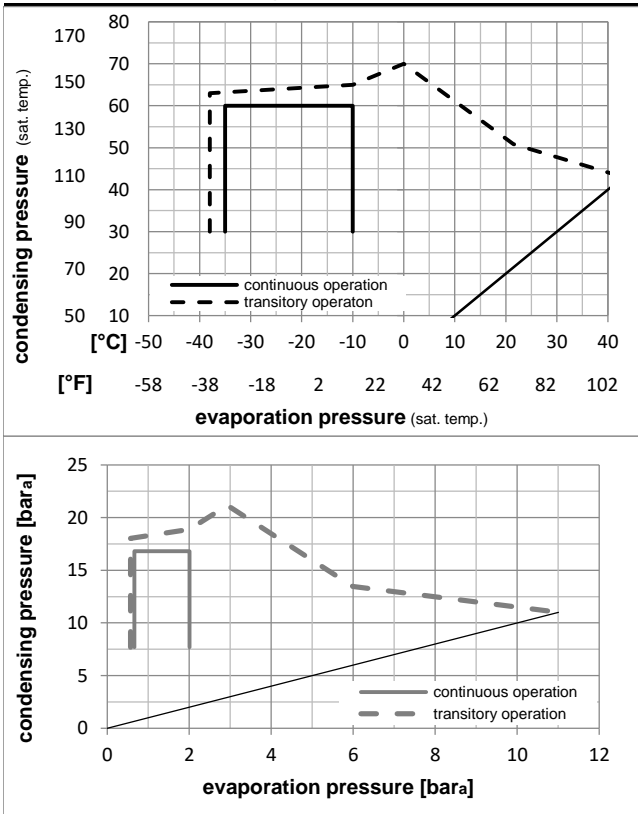 170 80
70
150 60
130 50
110 40
90 30
70 20
50 10
condensing pressure (sat. temp.)
continuous operation
transitory operaton
[°C] -50 -40 -30 -20 -10 0 10 20 30 40
[°F] -58 -38 -18 2 22 42 62 82 102
evaporation pressure (sat. temp.)
25
20
15
10
5
0
condensing pressure [bara]
continuous operation
transitory operation
0 2 4 6 8 10 12
evaporation pressure [bara]